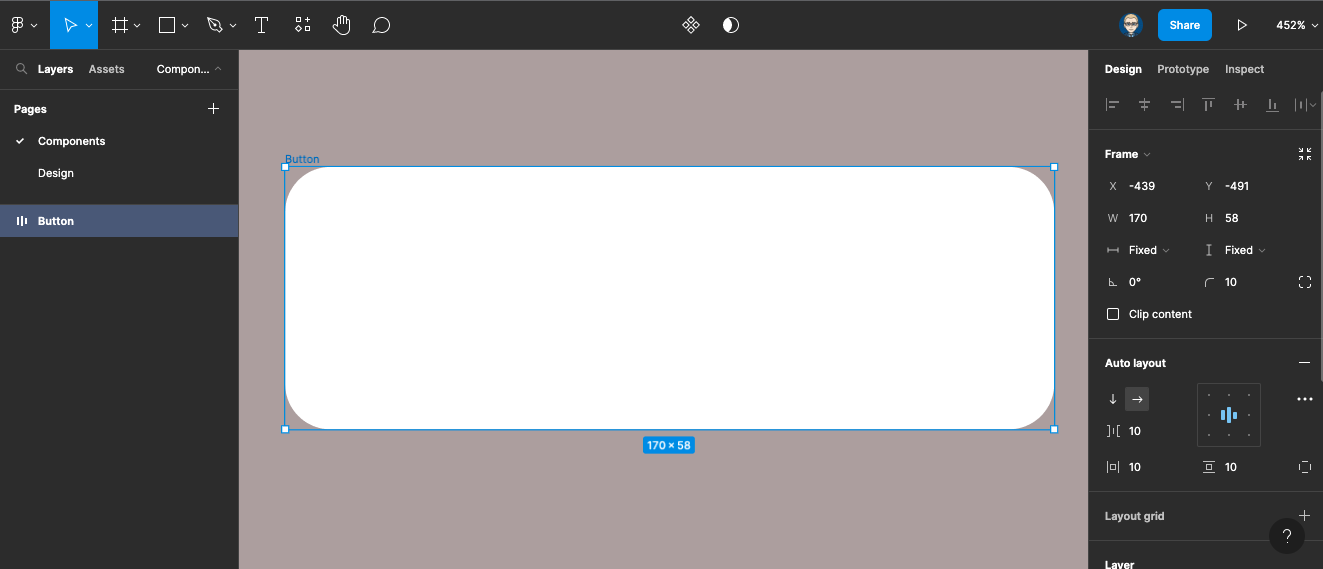 Share
452%
Layers Assets Compon...
Design Prototype Inspect
Pages
Components
Design
Button
Button
170 × 58
Frame
X -439 Y -491
W 170 H 58
Fixed Fixed
0° 10
Clip content
Auto layout
10
10 10
Layout grid
?
Layer